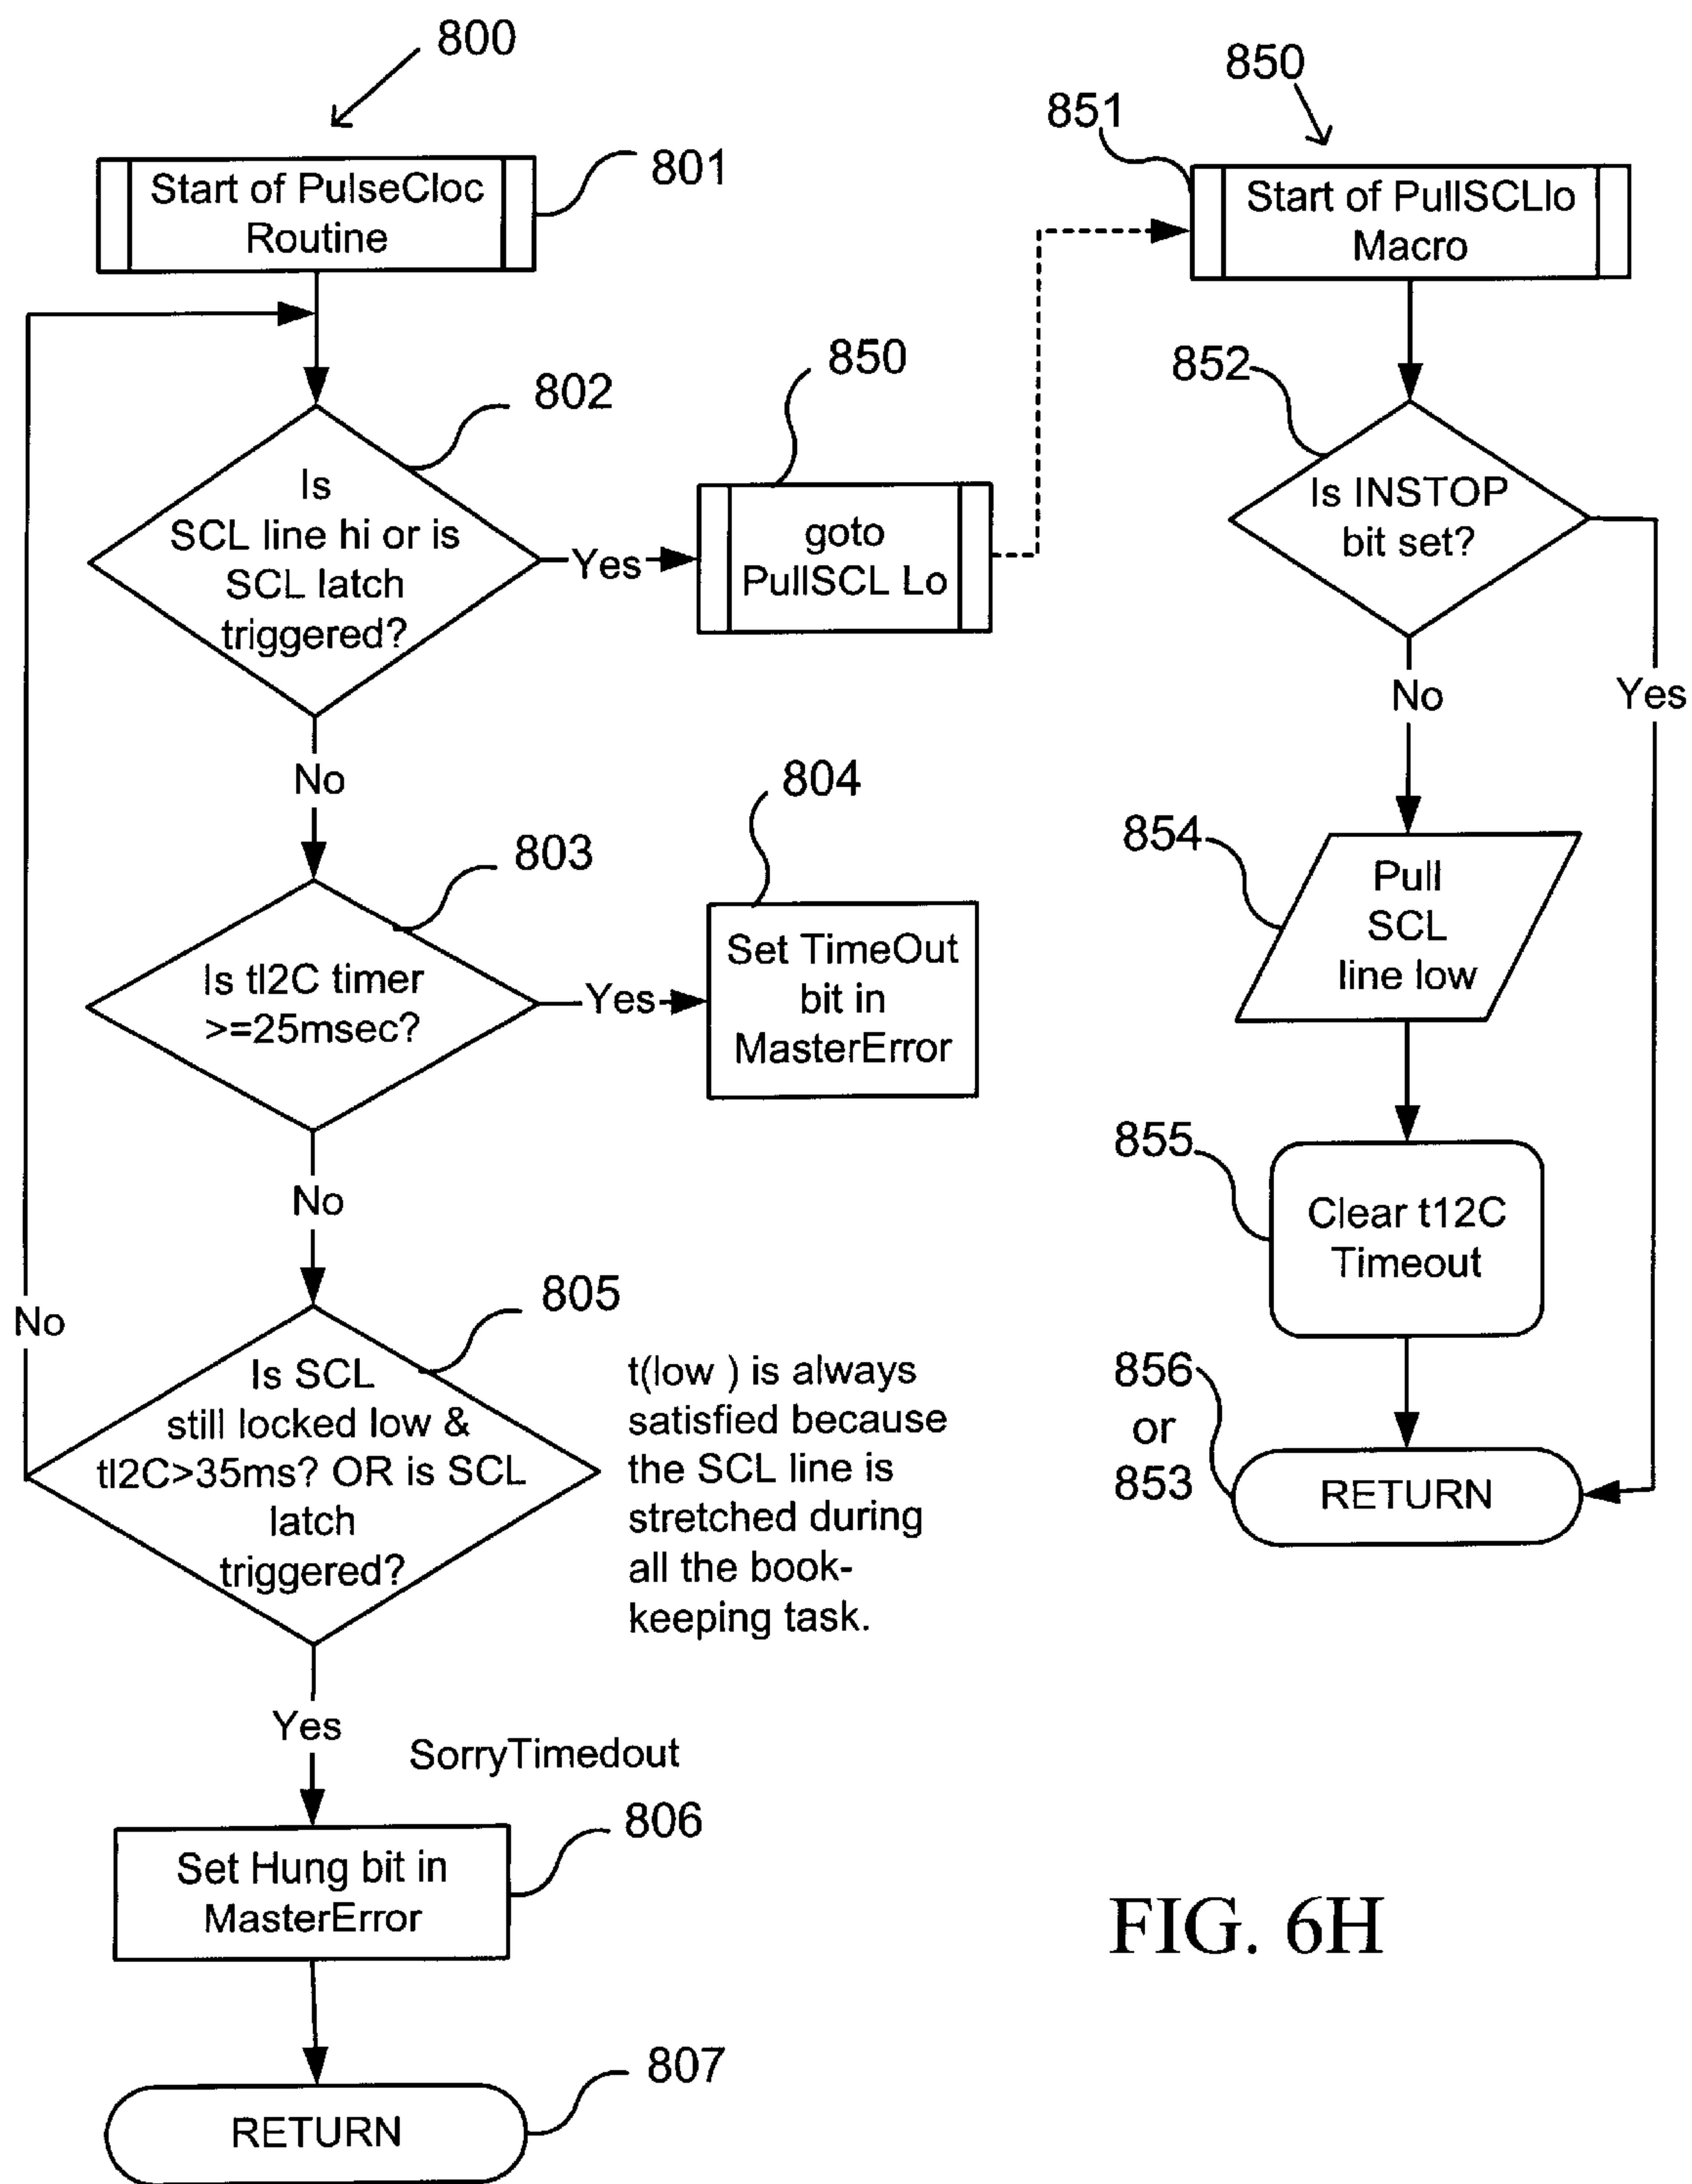 800
801
Start of PulseCloc
Routine
802
Is
SCL line hi or is
SCL latch
triggered?
Yes
850
goto
PullSCL Lo
No
803
Is tI2C timer
>=25msec?
Yes
804
Set TimeOut
bit in
MasterError
No
805
Is SCL
still locked low &
tI2C>35ms? OR is SCL
latch
triggered?
No
t(low ) is always
satisfied because
the SCL line is
stretched during
all the book-
keeping task.
Yes
SorryTimedout
806
Set Hung bit in
MasterError
807
RETURN
850
851
Start of PullSCLlo
Macro
852
Is INSTOP
bit set?
No
Yes
854
Pull
SCL
line low
855
Clear t12C
Timeout
856
or
853
RETURN
FIG. 6H